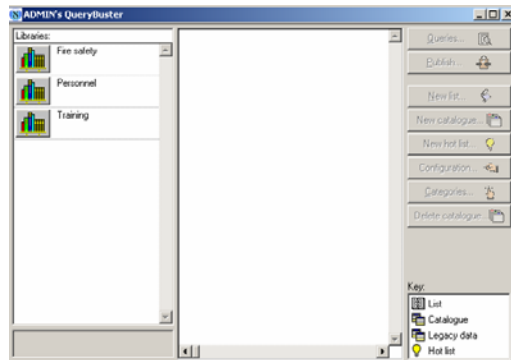 ADMIN's QueryBuster
Libraries:
Fire safety
Personnel
Training
Queries...
Publish...
New list...
New catalogue...
New hot list...
Configuration...
Categories...
Delete catalogue...
Key:
List
Catalogue
Legacy data
Hot list